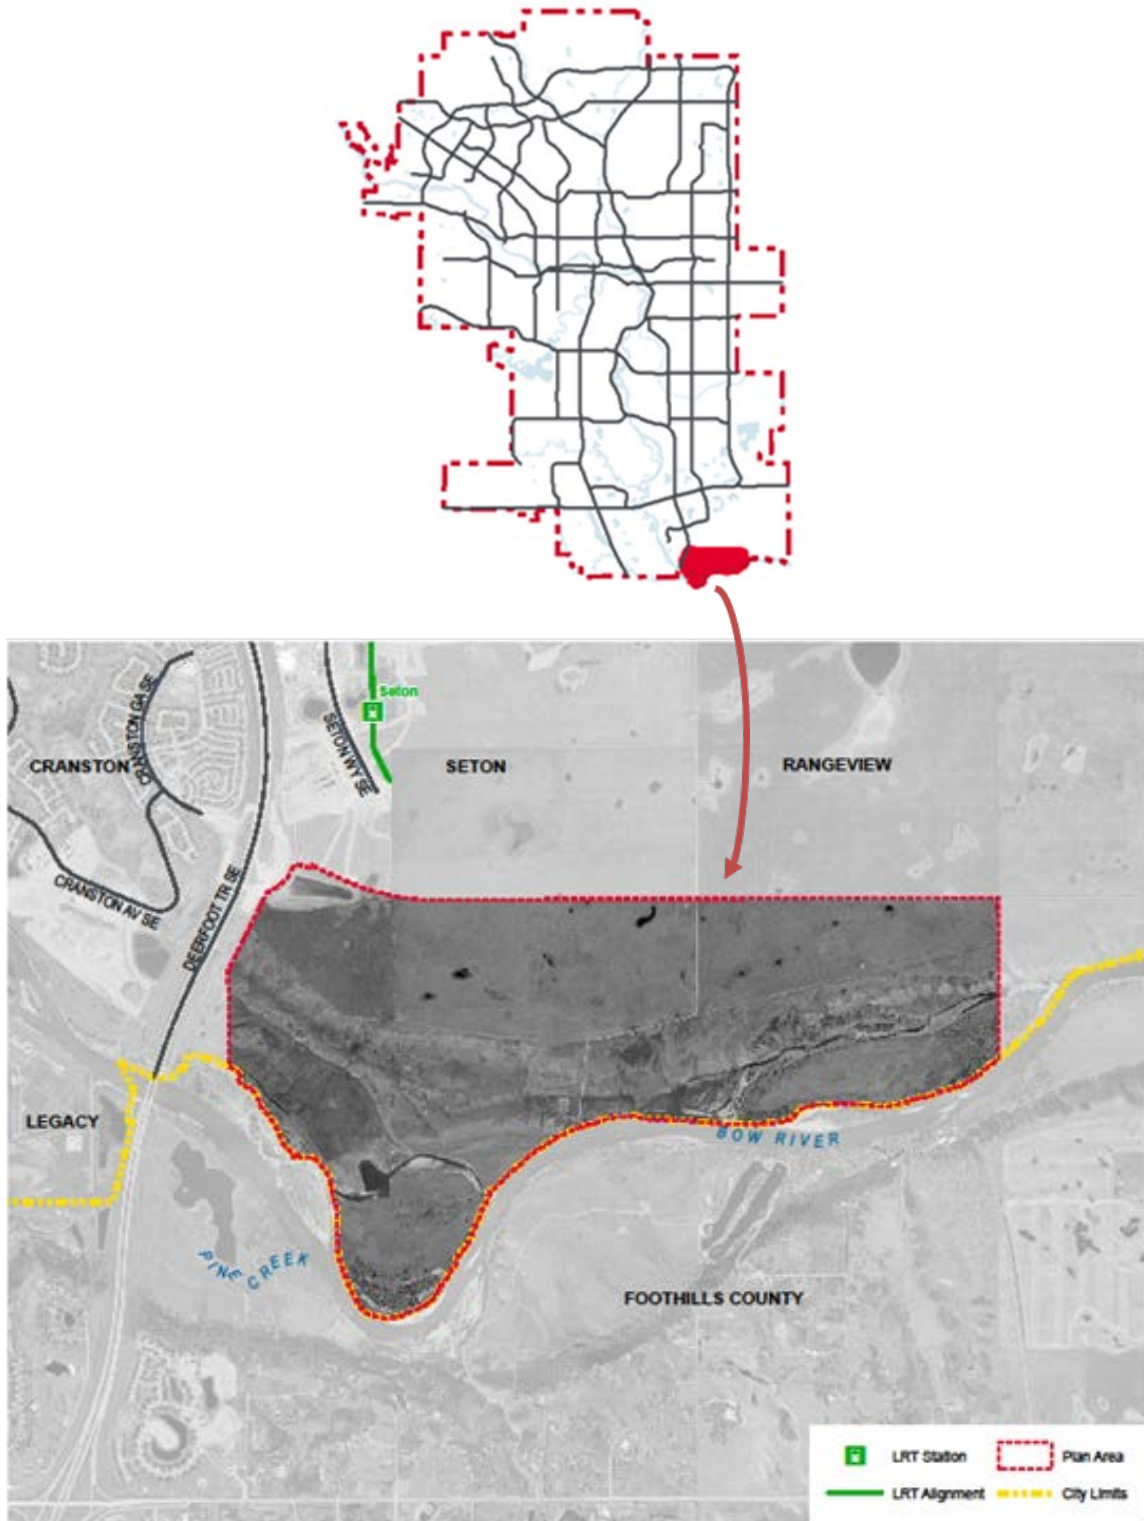 Seton
CRANSTON GA SE
SETON WY SE
CRANSTON
SETON
RANGEVIEW
CRANSTON AV SE
DEERFOOT TR SE
LEGACY
BOW RIVER
PINE CREEK
FOOTHILLS COUNTY
LRT Station
Plan Area
LRT Alignment
City Limits